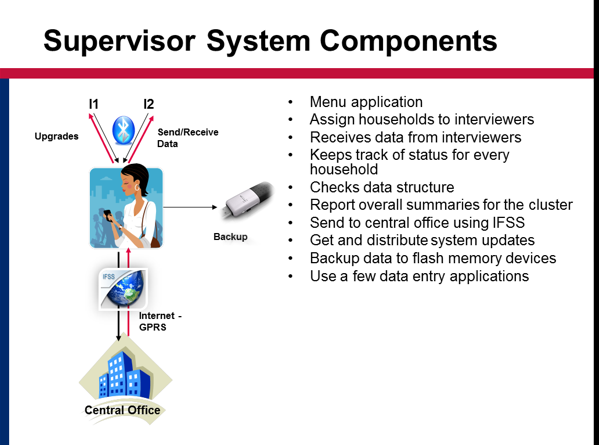 Supervisor System Components
I1 I2
Upgrades
Send/Receive
Data
Backup
IFSS
Internet -
GPRS
Central Office
• Menu application
• Assign households to interviewers
• Receives data from interviewers
• Keeps track of status for every
household
• Checks data structure
• Report overall summaries for the cluster
• Send to central office using IFSS
• Get and distribute system updates
• Backup data to flash memory devices
• Use a few data entry applications